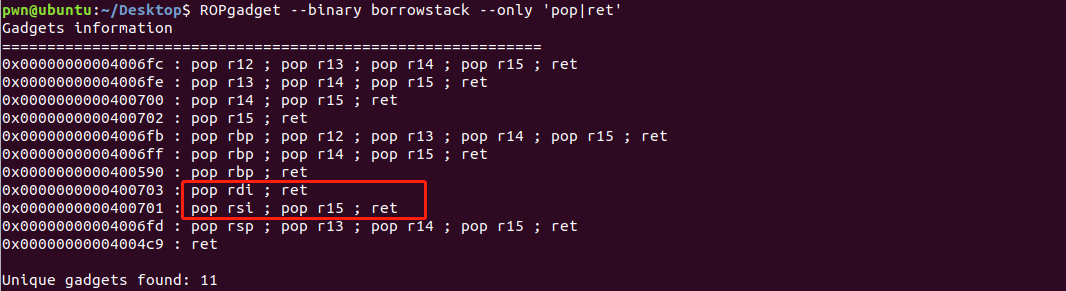 pwn@ubuntu:~/Desktop$ ROPgadget --binary borrowstack --only 'pop|ret'
Gadgets information
============================================================
0x00000000004006fc : pop r12 ; pop r13 ; pop r14 ; pop r15 ; ret
0x00000000004006fe : pop r13 ; pop r14 ; pop r15 ; ret
0x0000000000400700 : pop r14 ; pop r15 ; ret
0x0000000000400702 : pop r15 ; ret
0x00000000004006fb : pop rbp ; pop r12 ; pop r13 ; pop r14 ; pop r15 ; ret
0x00000000004006ff : pop rbp ; pop r14 ; pop r15 ; ret
0x0000000000400590 : pop rbp ; ret
0x0000000000400703 : pop rdi ; ret
0x0000000000400701 : pop rsi ; pop r15 ; ret
0x00000000004006fd : pop rsp ; pop r13 ; pop r14 ; pop r15 ; ret
0x00000000004004c9 : ret
Unique gadgets found: 11